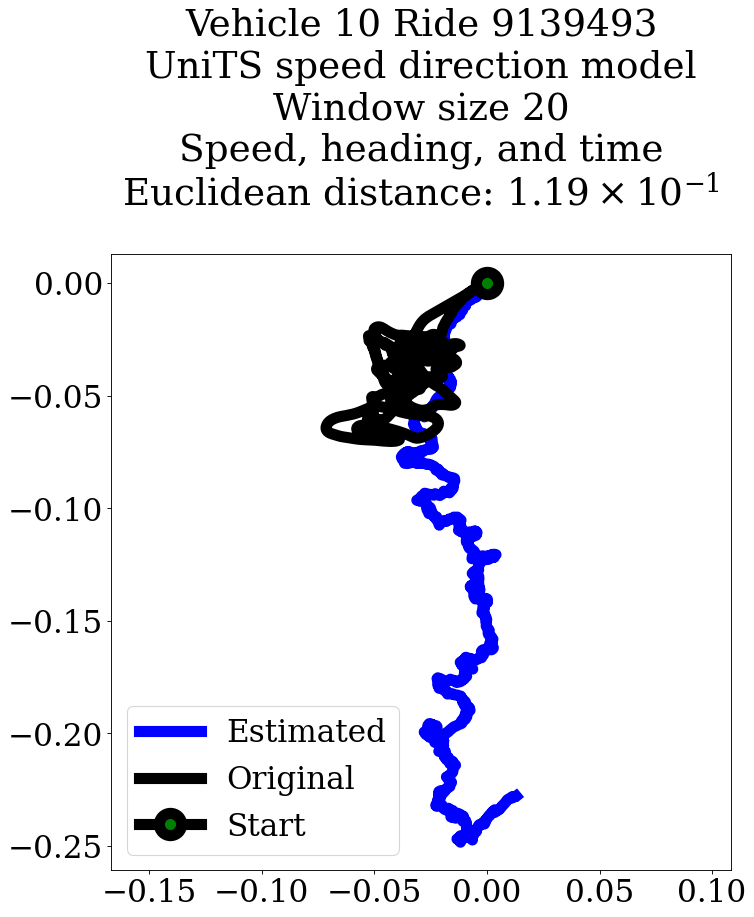 Vehicle 10 Ride 9139493
UniTS speed direction model
Window size 20
Speed, heading, and time
Euclidean distance: 1.19 × 10⁻¹
0.00
−0.05
−0.10
−0.15
−0.20
−0.25
Estimated
Original
Start
−0.15 −0.10 −0.05 0.00 0.05 0.10